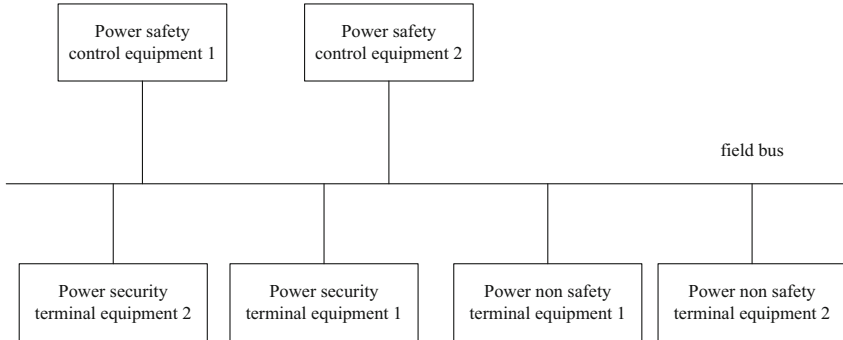 Power safety
control equipment 1
Power safety
control equipment 2
field bus
Power security
terminal equipment 2
Power security
terminal equipment 1
Power non safety
terminal equipment 1
Power non safety
terminal equipment 2